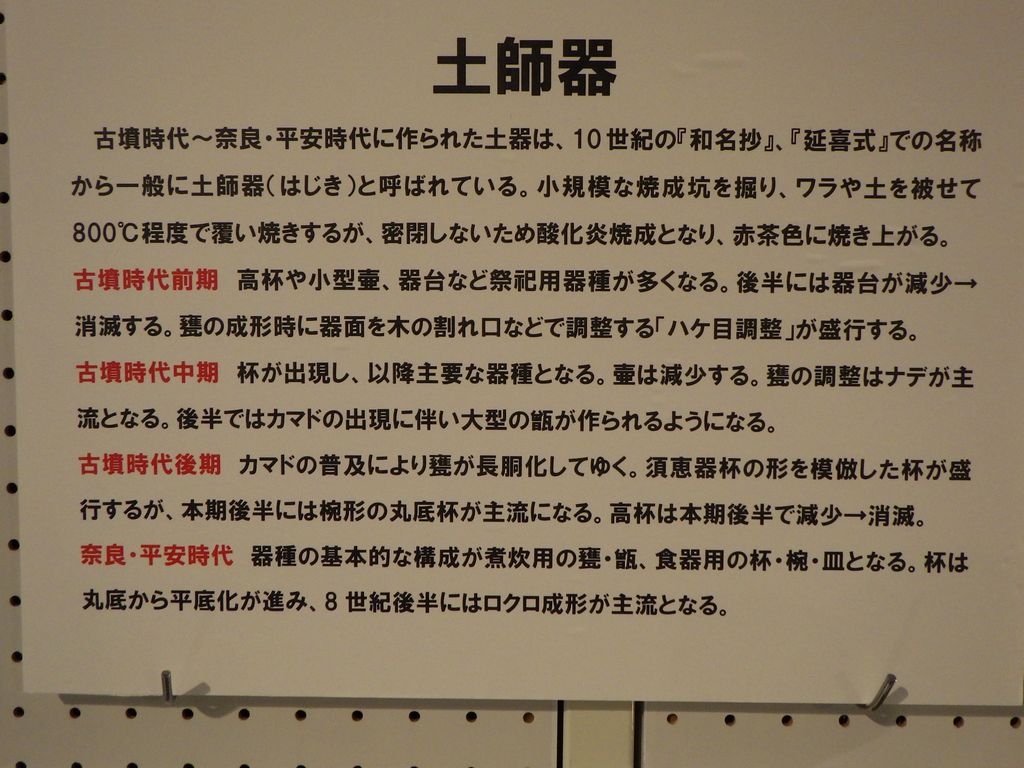 土師器
古墳時代～奈良・平安時代に作られた土器は、10世紀の『和名抄』、『延喜式』での名称
から一般に土師器（はじき）と呼ばれている。小規模な焼成坑を掘り、ワラや土を被せて
800℃程度で覆い焼きするが、密閉しないため酸化炎焼成となり、赤茶色に焼き上がる。
古墳時代前期　高杯や小型壷、器台など祭祀用器種が多くなる。後半には器台が減少→
消滅する。甕の成形時に器面を木の割れ口などで調整する「ハケ目調整」が盛行する。
古墳時代中期　杯が出現し、以降主要な器種となる。壷は減少する。甕の調整はナデが主
流となる。後半ではカマドの出現に伴い大型の甑が作られるようになる。
古墳時代後期　カマドの普及により甕が長胴化してゆく。須恵器杯の形を模倣した杯が盛
行するが、本期後半には椀形の丸底杯が主流になる。高杯は本期後半で減少→消滅。
奈良・平安時代　器種の基本的な構成が煮炊用の甕・甑、食器用の杯・椀・皿となる。杯は
丸底から平底化が進み、8世紀後半にはロクロ成形が主流となる。